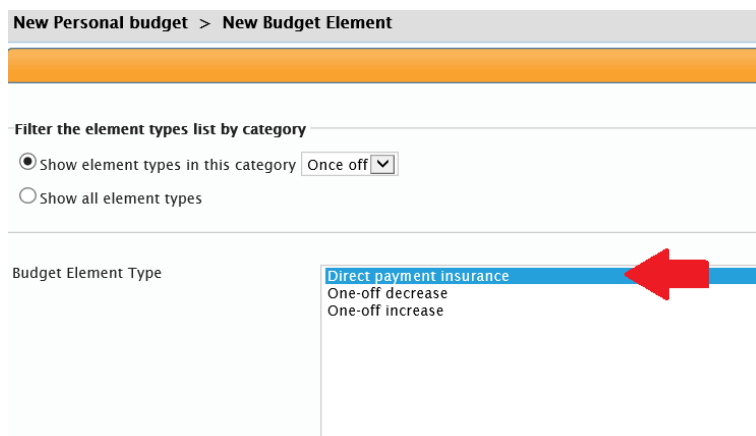 New Personal budget > New Budget Element
Filter the element types list by category
Show element types in this category Once off
Show all element types
Budget Element Type
Direct payment insurance
One-off decrease
One-off increase